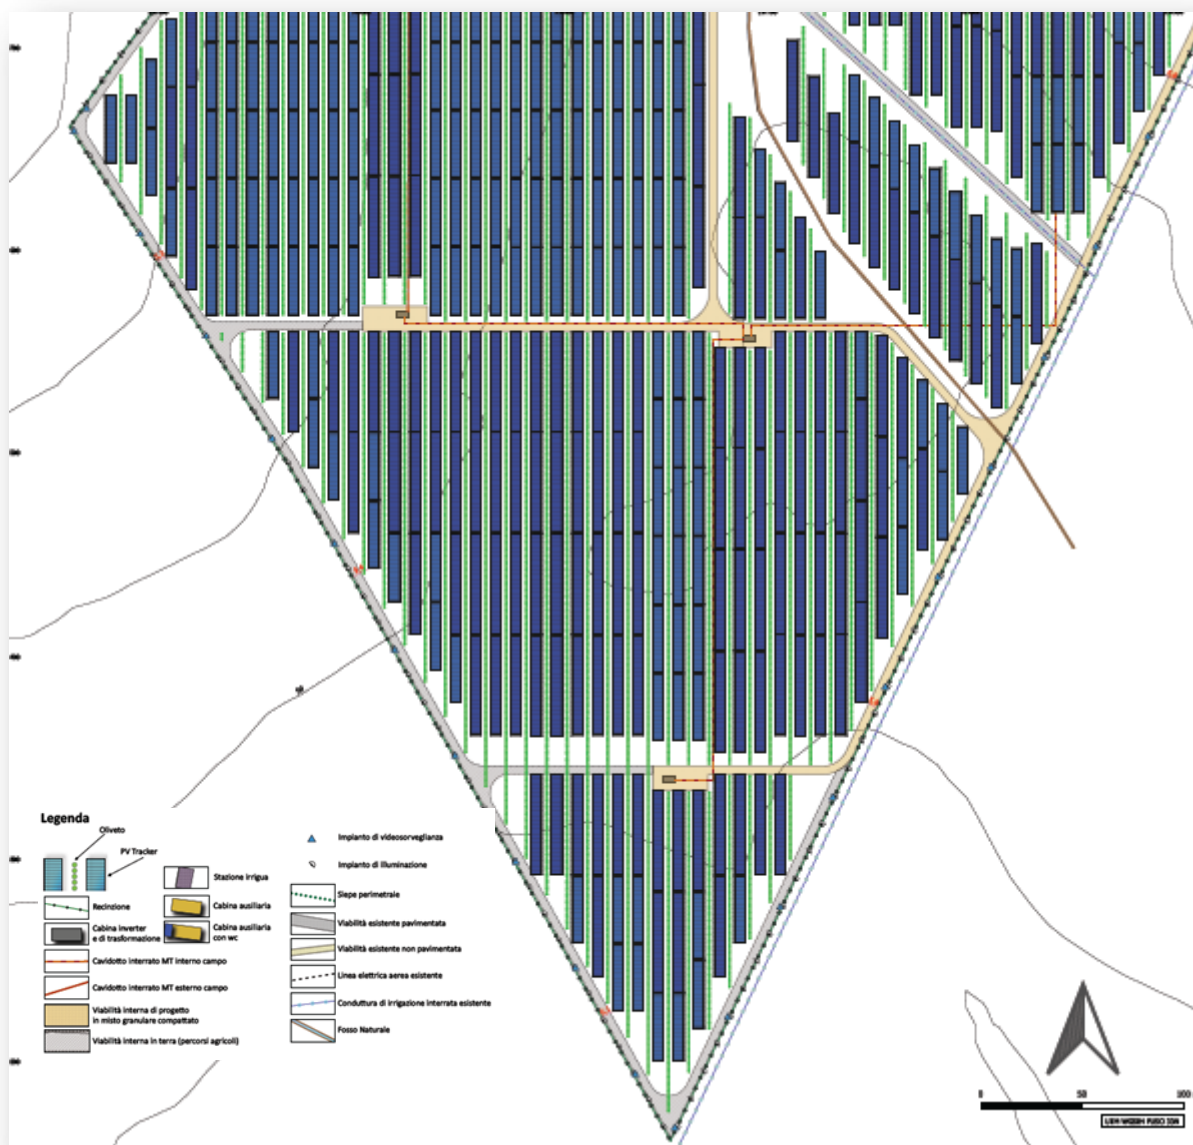 Legenda
Oliveto
PV Tracker
Recinzione
Cabina inverter
e di trasformazione
Cavidotto interrato MT interno campo
Cavidotto interrato MT esterno campo
Viabilità interna di progetto
in misto granulare compattato
Viabilità interna in terra (percorsi agricoli)
Stazione irrigua
Cabina ausiliaria
Cabina ausiliaria
con wc
Impianto di videosorveglianza
Impianto di illuminazione
Siepe perimetrale
Viabilità esistente pavimentata
Viabilità esistente non pavimentata
Linea elettrica aerea esistente
Conduttura di irrigazione interrata esistente
Fosso Naturale
0 50 100